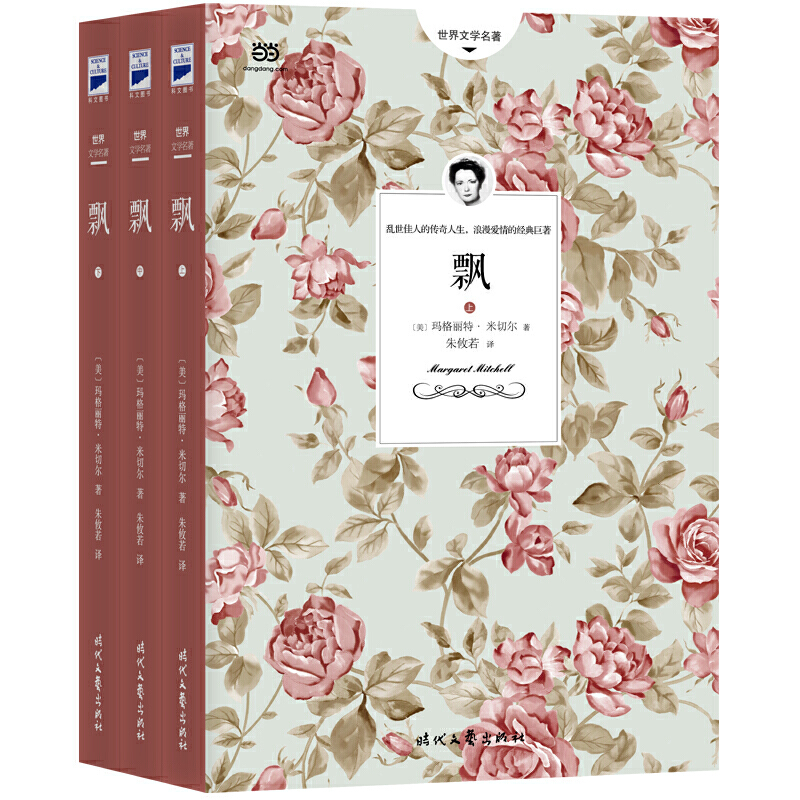 SCIENCE
&
CULTURE
科文图书
世界
文学名著
飘
下
〔美〕玛格丽特·米切尔 著
朱攸若 译
时代文艺出版社
SCIENCE
&
CULTURE
科文图书
世界
文学名著
飘
中
〔美〕玛格丽特·米切尔 著
朱攸若 译
时代文艺出版社
SCIENCE
&
CULTURE
科文图书
世界
文学名著
飘
上
〔美〕玛格丽特·米切尔 著
朱攸若 译
时代文艺出版社
当当
dangdang.com
世界文学名著
乱世佳人的传奇人生，浪漫爱情的经典巨著
飘
上
〔美〕玛格丽特·米切尔 著
朱攸若 译
Margaret Mitchell
时代文艺出版社